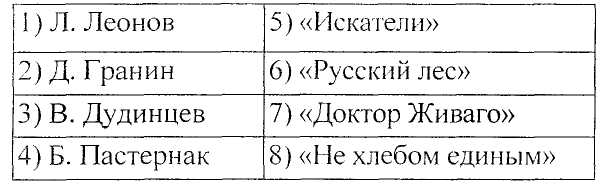 1) Л. Леонов 5) «Искатели»
2) Д. Гранин 6) «Русский лес»
3) В. Дудинцев 7) «Доктор Живаго»
4) Б. Пастернак 8) «Не хлебом единым»